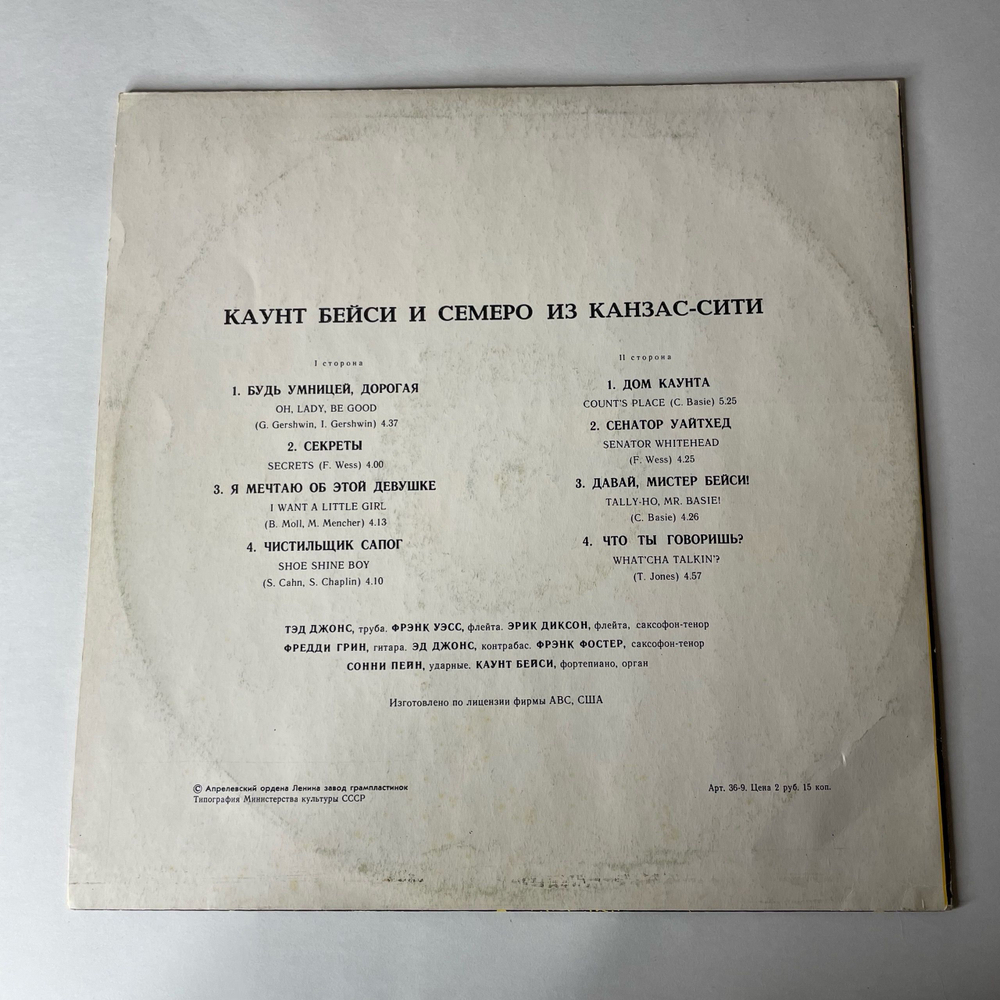 КАУНТ БЕЙСИ И СЕМЕРО ИЗ КАНЗАС-СИТИ
I сторона
1. БУДЬ УМНИЦЕЙ, ДОРОГАЯ
OH, LADY, BE GOOD
(G. Gershwin, I. Gershwin) 4.37
2. СЕКРЕТЫ
SECRETS (F. Wess) 4.00
3. Я МЕЧТАЮ ОБ ЭТОЙ ДЕВУШКЕ
I WANT A LITTLE GIRL
(B. Moll, M. Mencher) 4.13
4. ЧИСТИЛЬЩИК САПОГ
SHOE SHINE BOY
(S. Cahn, S. Chaplin) 4.10
II сторона
1. ДОМ КАУНТА
COUNT'S PLACE (C. Basie) 5.25
2. СЕНАТОР УАЙТХЕД
SENATOR WHITEHEAD
(F. Wess) 4.25
3. ДАВАЙ, МИСТЕР БЕЙСИ!
TALLY-HO, MR. BASIE!
(C. Basie) 4.26
4. ЧТО ТЫ ГОВОРИШЬ?
WHAT'CHA TALKIN'?
(T. Jones) 4.57
ТЭД ДЖОНС, труба. ФРЭНК УЭСС, флейта. ЭРИК ДИКСОН, флейта, саксофон-тенор
ФРЕДДИ ГРИН, гитара. ЭД ДЖОНС, контрабас. ФРЭНК ФОСТЕР, саксофон-тенор
СОННИ ПЕЙН, ударные. КАУНТ БЕЙСИ, фортепиано, орган
Изготовлено по лицензии фирмы ABC, США
© Апрелевский ордена Ленина завод грампластинок
Типография Министерства культуры СССР
Арт. 36-9. Цена 2 руб. 15 коп.